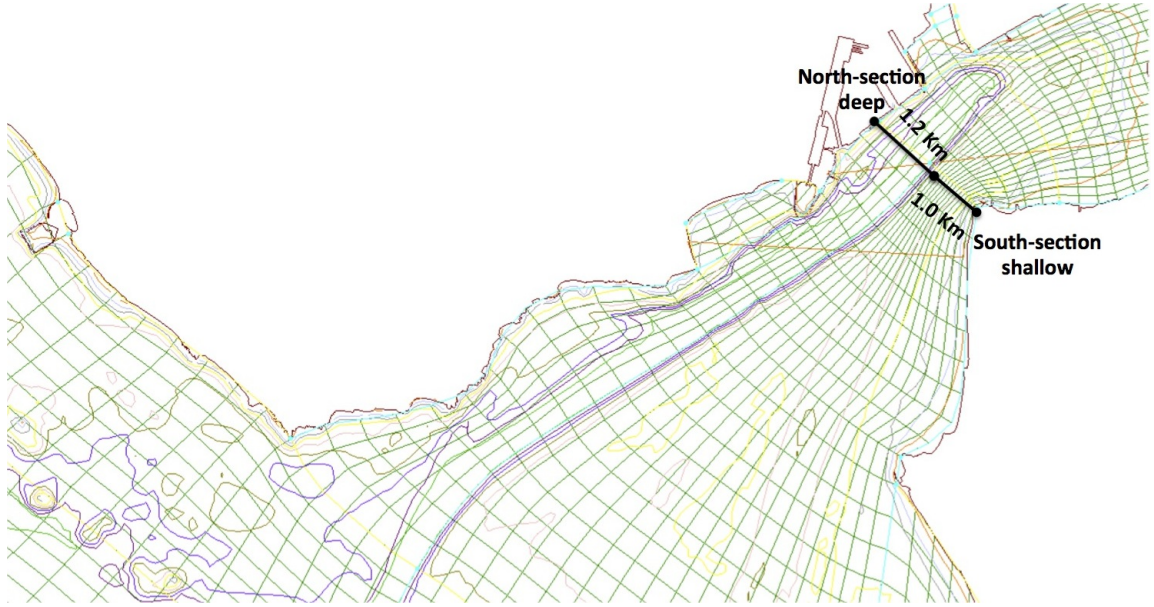 North-section
deep
1.2 Km
1.0 Km
South-section
shallow